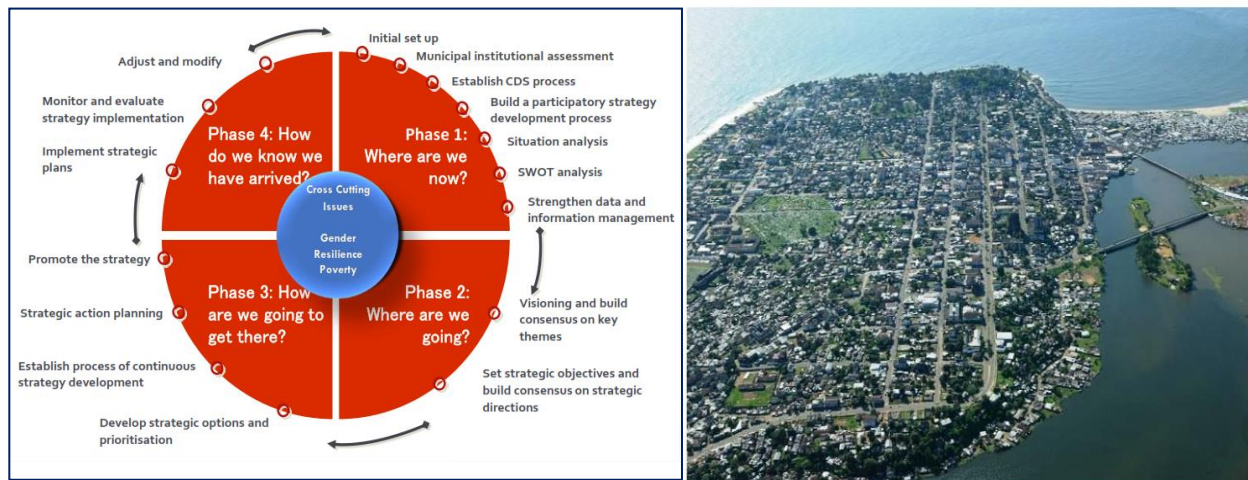 Initial set up
Municipal institutional assessment
Establish CDS process
Build a participatory strategy
development process
Situation analysis
SWOT analysis
Strengthen data and
information management
Visioning and build
consensus on key
themes
Set strategic objectives and
build consensus on strategic
directions
Develop strategic options and
prioritisation
Establish process of continuous
strategy development
Strategic action planning
Promote the strategy
Implement strategic
plans
Monitor and evaluate
strategy implementation
Adjust and modify
Phase 1:
Where are we
now?
Phase 2:
Where are we
going?
Phase 3: How
are we going to
get there?
Phase 4: How
do we know we
have arrived?
Cross Cutting
Issues
Gender
Resilience
Poverty